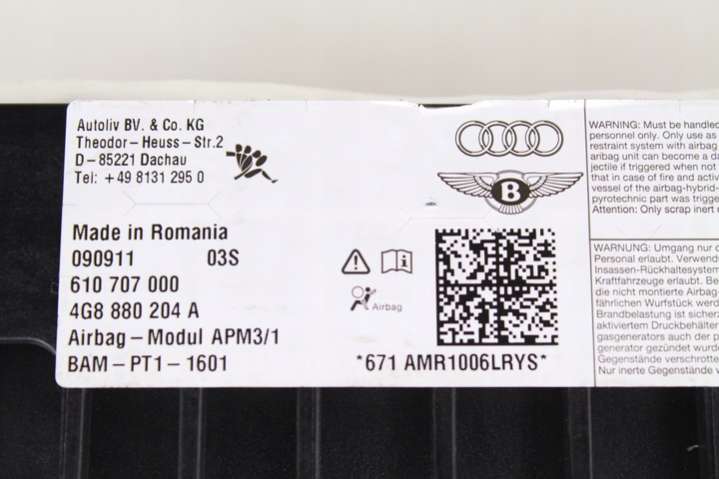 Autoliv BV. & Co. KG
Theodor-Heuss-Str.2
D-85221 Dachau
Tel: +49 8131 295 0
Made in Romania
090911 03S
610 707 000
4G8 880 204 A
Airbag-Modul APM3/1
BAM-PT1-1601
B
Airbag
*671 AMR1006LRYS*
WARNING: Must be handled
personnel only. Only use as
restraint system with airbag
aribag unit can become a da
jectile if triggered when not
that in case of fire and activ
vessel of the airbag-hybrid-
pyrotechnic part was trigge
Attention: Only scrap inert
WARNUNG: Umgang nur d
Personal erlaubt. Verwend
Insassen-Rückhaltesystem
Kraftfahrzeuge erlaubt. Be
die nicht montierte Airbag-
fährlichen Wurfstück werd
Brandbelastung ist sicherz
aktiviertem Druckbehälter
gasgenerators auch der p
generator gezündet wurd
Gegenstände verschrotte
Nur inerte Gegenstände